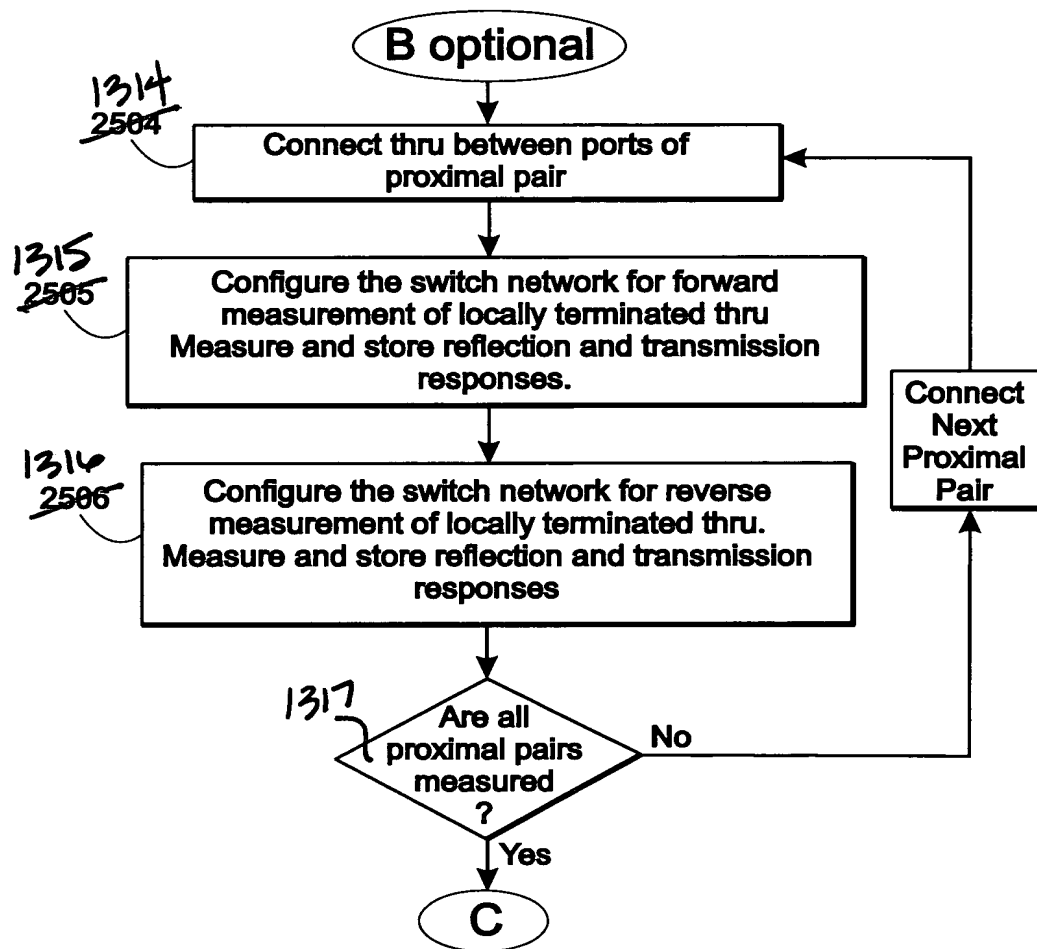 B optional
1314
2504
Connect thru between ports of
proximal pair
1315
2505
Configure the switch network for forward
measurement of locally terminated thru
Measure and store reflection and transmission
responses.
Connect
Next
Proximal
Pair
1316
2506
Configure the switch network for reverse
measurement of locally terminated thru.
Measure and store reflection and transmission
responses
1317
Are all
proximal pairs
measured
?
No
Yes
C